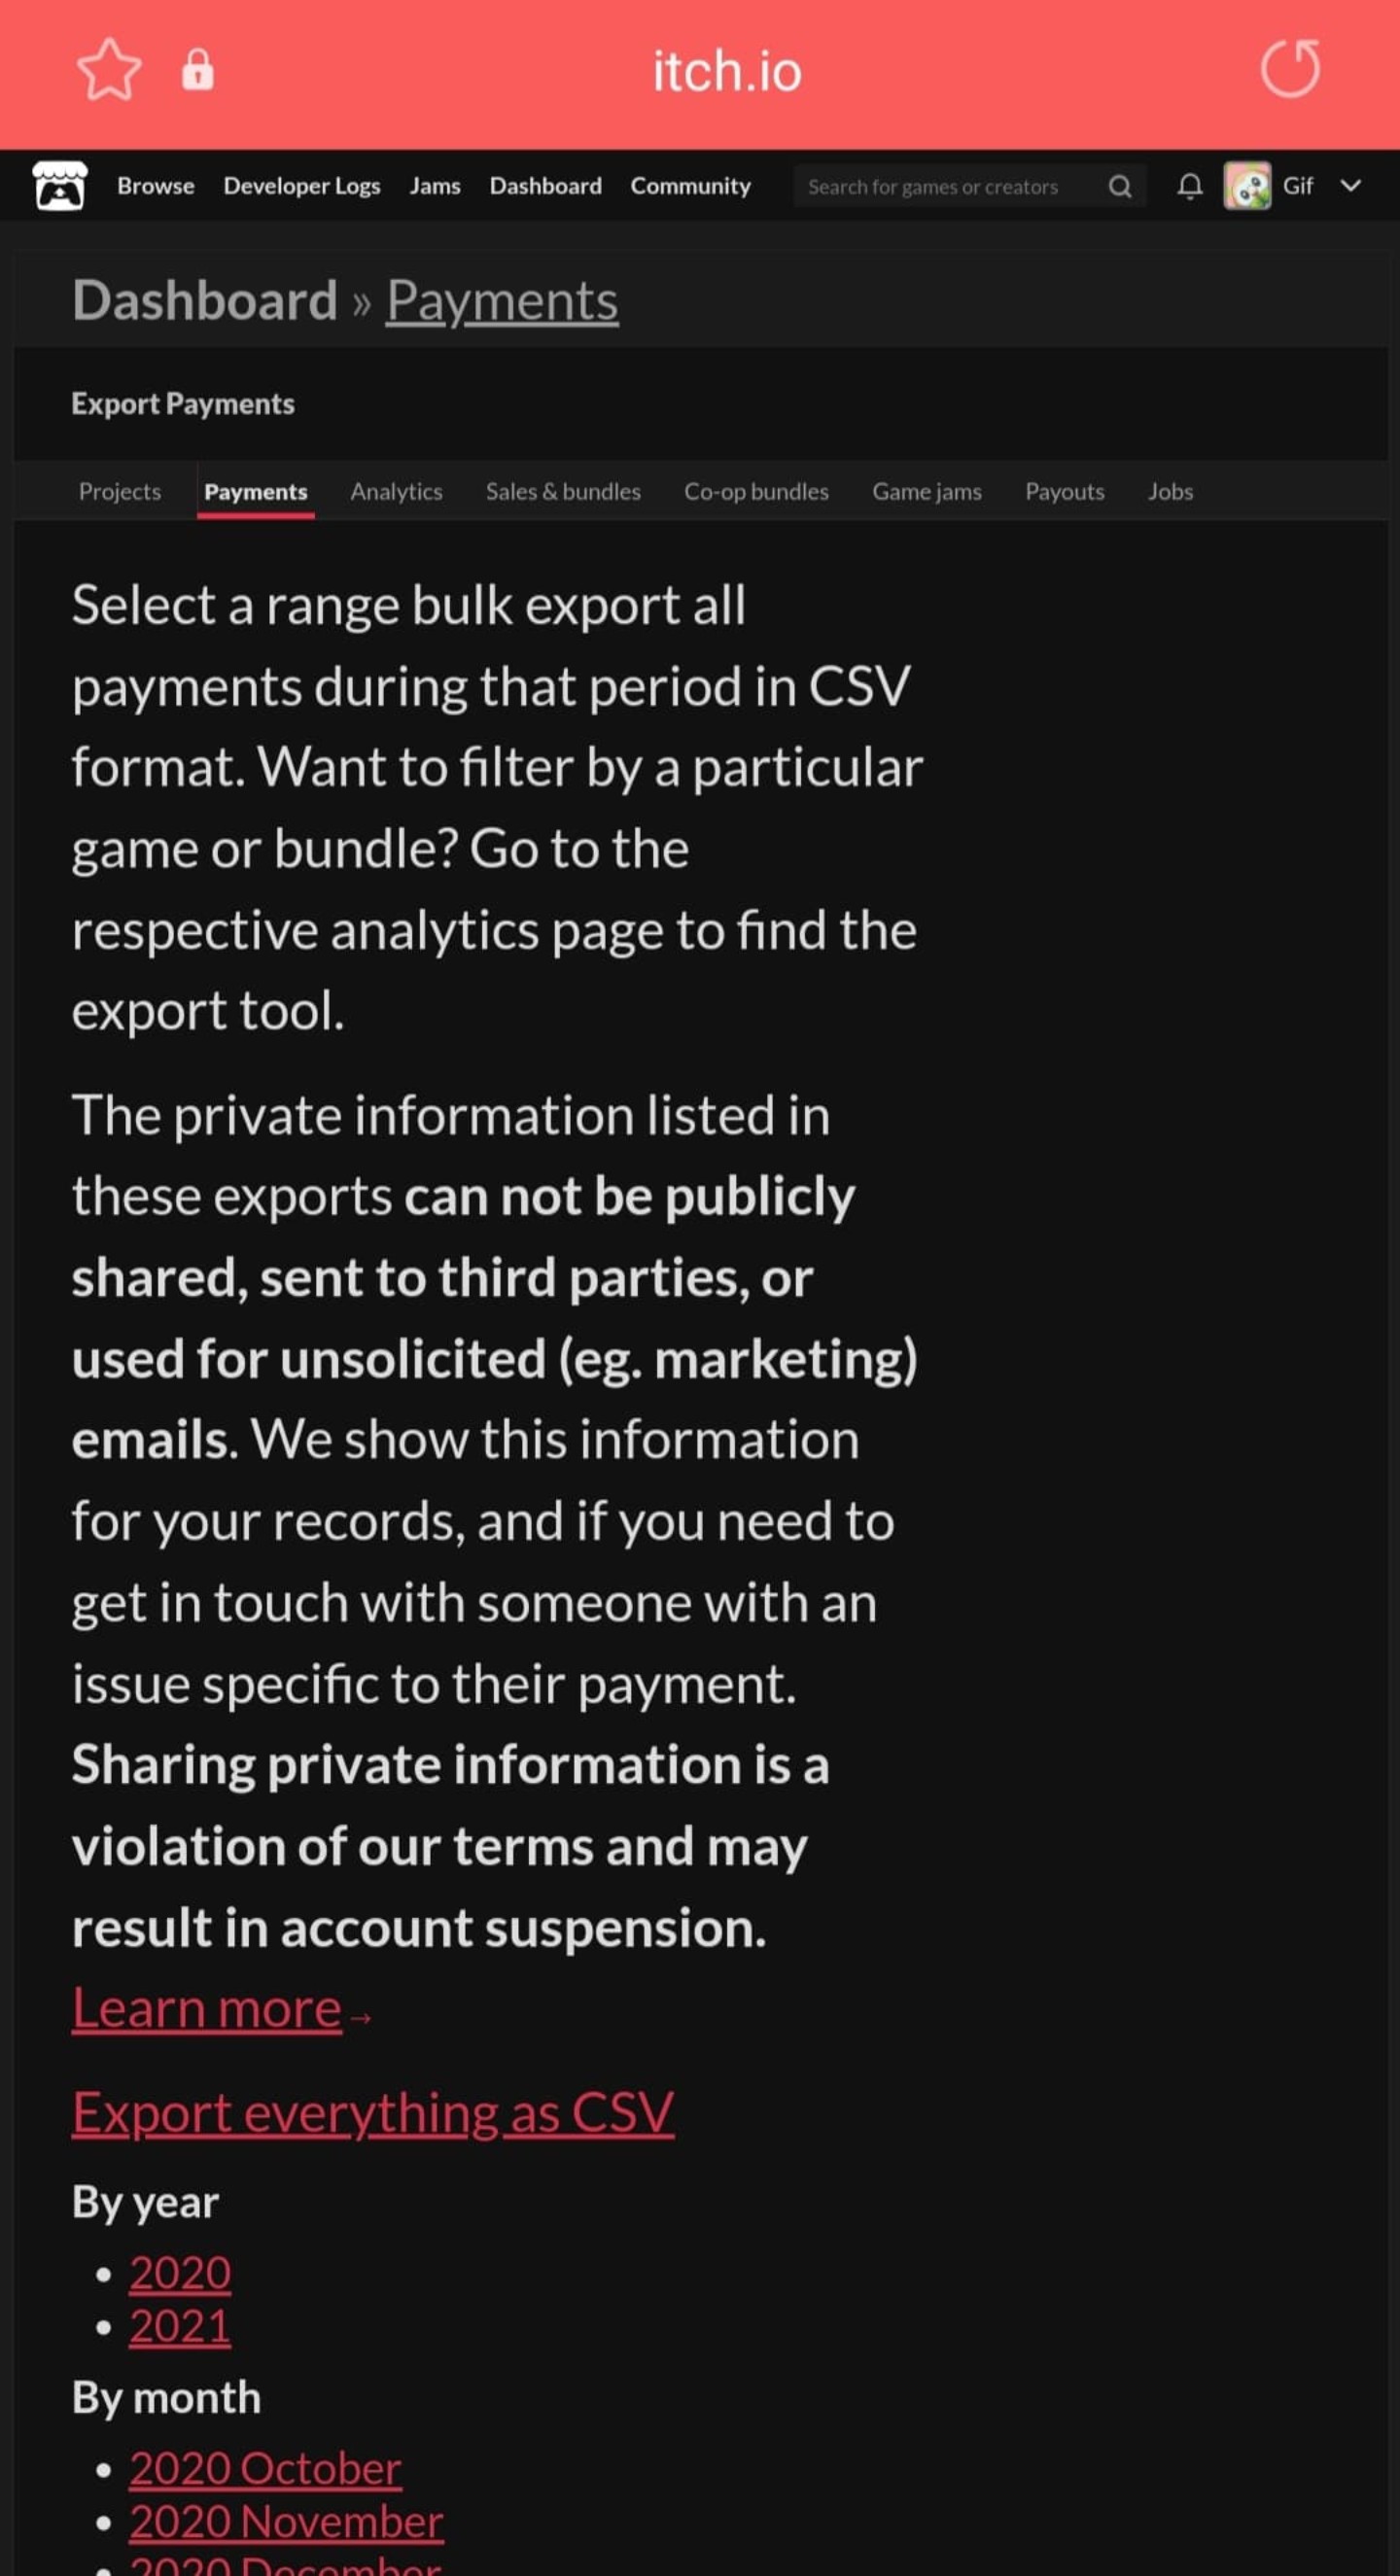 itch.io
Browse Developer Logs Jams Dashboard Community Search for games or creators Gif
Dashboard » Payments
Export Payments
Projects Payments Analytics Sales & bundles Co-op bundles Game jams Payouts Jobs
Select a range bulk export all
payments during that period in CSV
format. Want to filter by a particular
game or bundle? Go to the
respective analytics page to find the
export tool.
The private information listed in
these exports can not be publicly
shared, sent to third parties, or
used for unsolicited (eg. marketing)
emails. We show this information
for your records, and if you need to
get in touch with someone with an
issue specific to their payment.
Sharing private information is a
violation of our terms and may
result in account suspension.
Learn more→
Export everything as CSV
By year
• 2020
• 2021
By month
• 2020 October
• 2020 November
• 2020 December